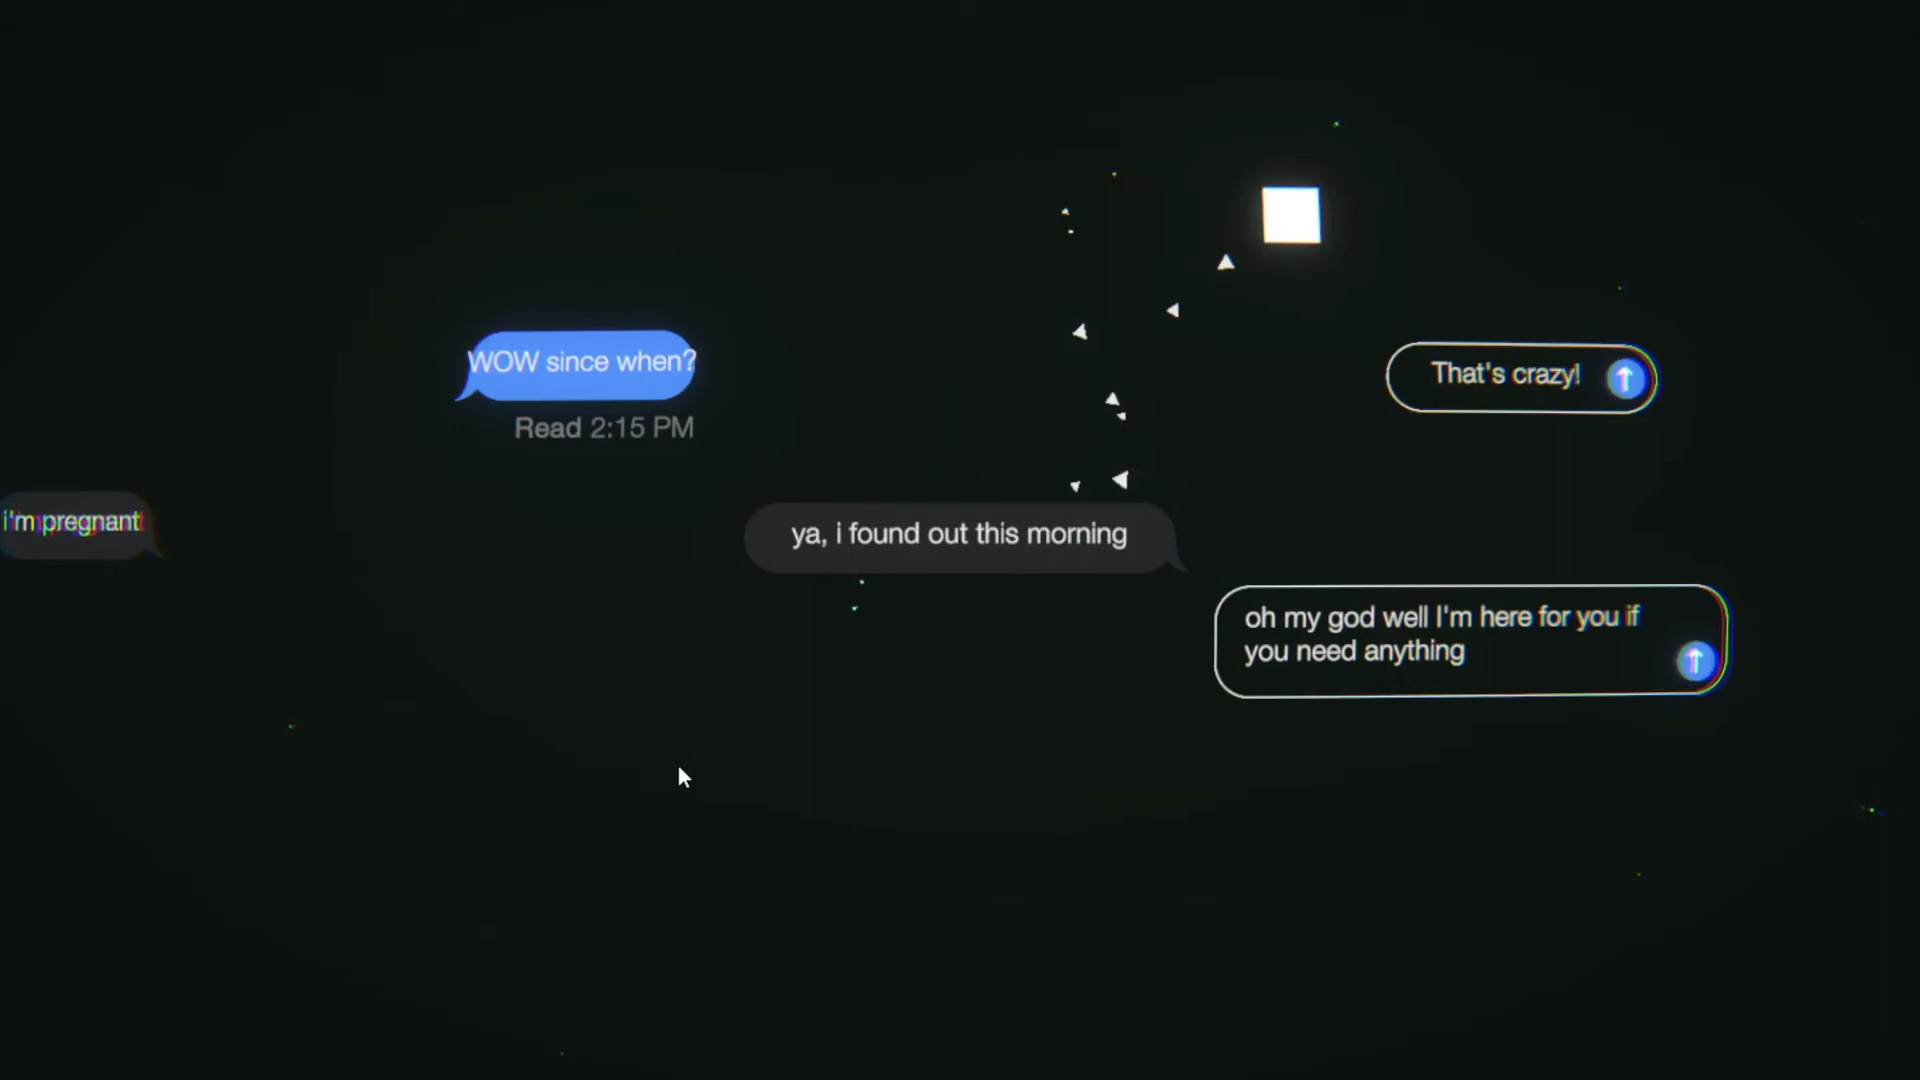 i'm pregnant
WOW since when?
Read 2:15 PM
ya, i found out this morning
That's crazy!
oh my god well I'm here for you if
you need anything